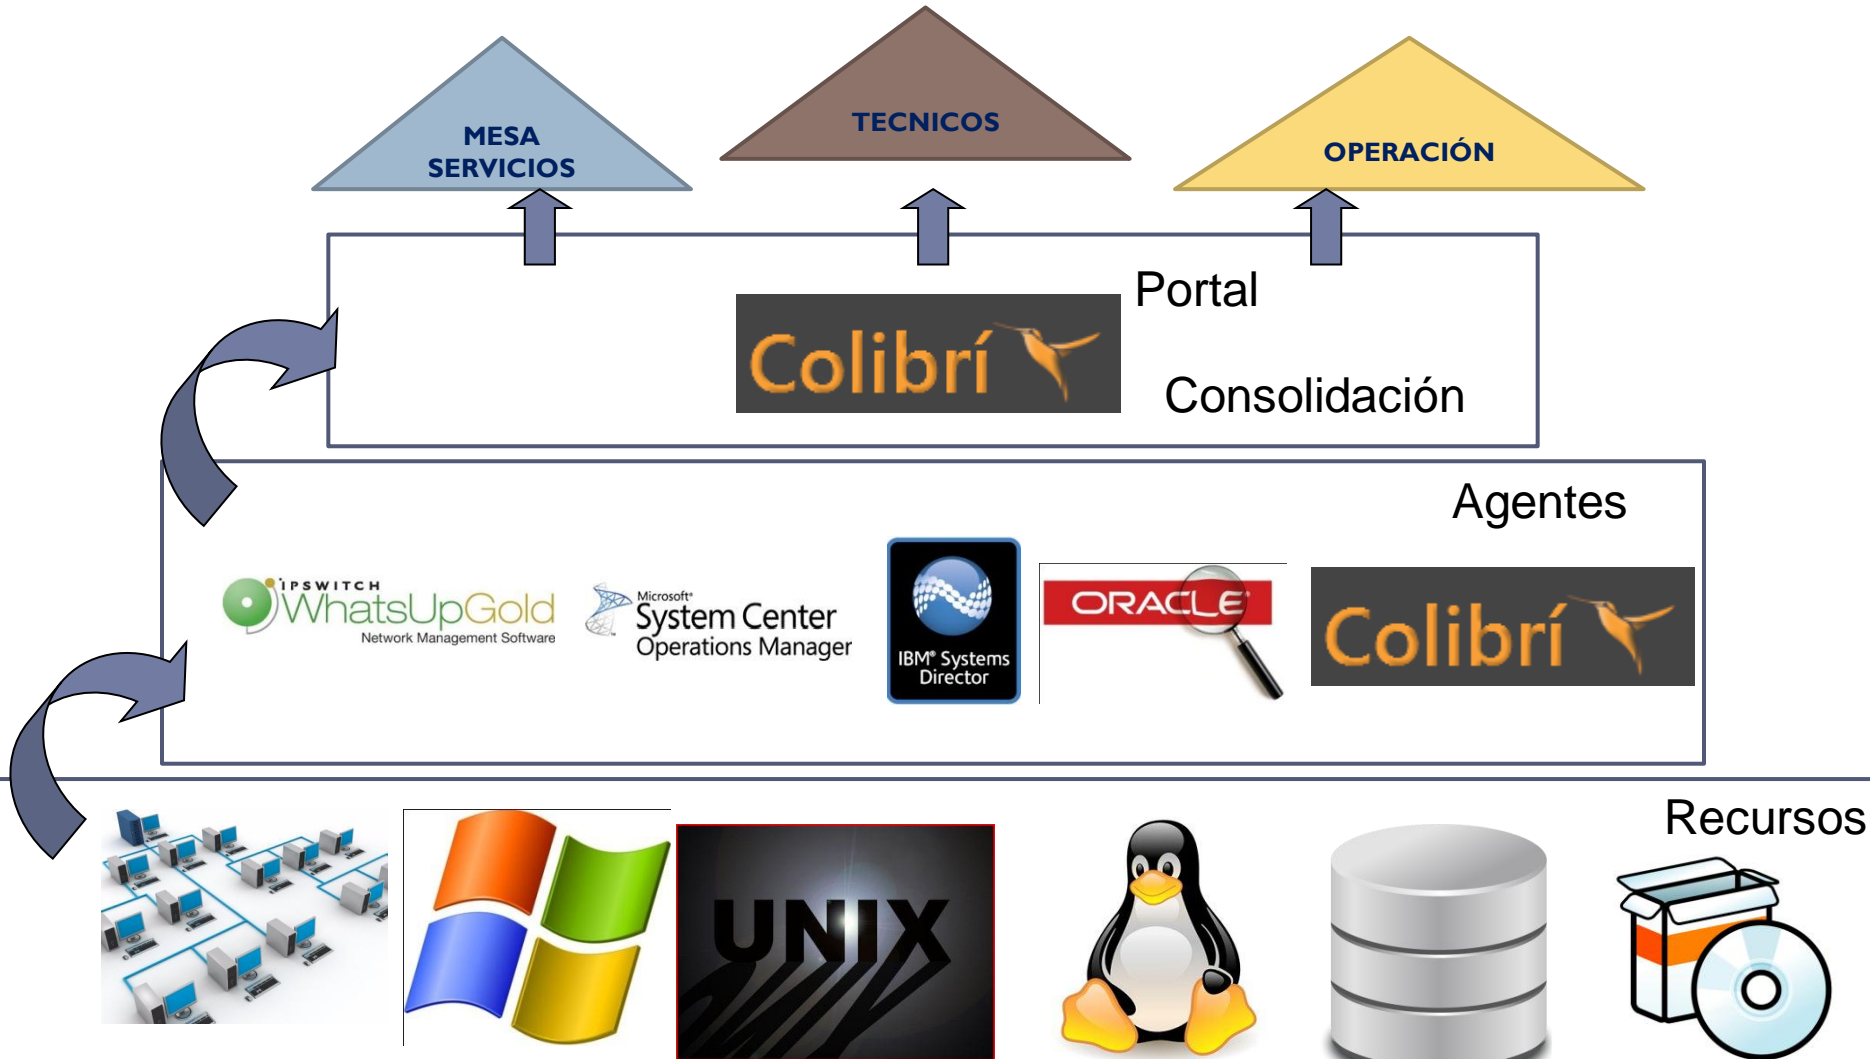 MESA
SERVICIOS
TECNICOS
OPERACIÓN
Portal
Colibrí
Consolidación
Agentes
IPSWITCH
WhatsUpGold
Network Management Software
Microsoft
System Center
Operations Manager
IBM® Systems
Director
ORACLE
Colibrí
Recursos
UNIX